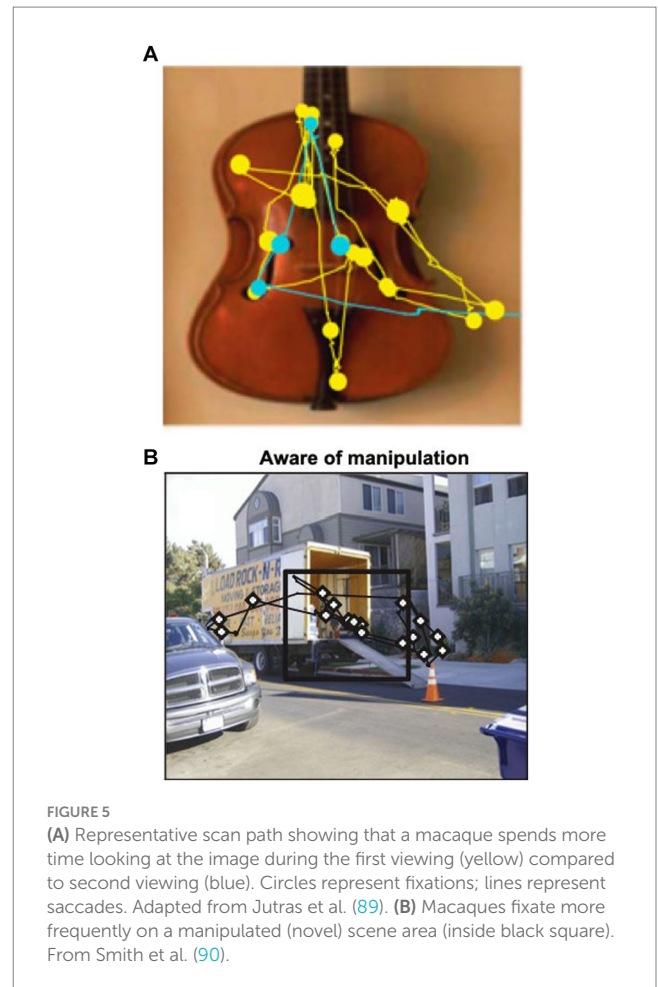 A
B
Aware of manipulation
LOAD ROCK-N-R
MOVING
FIGURE 5
(A) Representative scan path showing that a macaque spends more
time looking at the image during the first viewing (yellow) compared
to second viewing (blue). Circles represent fixations; lines represent
saccades. Adapted from Jutras et al. (89). (B) Macaques fixate more
frequently on a manipulated (novel) scene area (inside black square).
From Smith et al. (90).